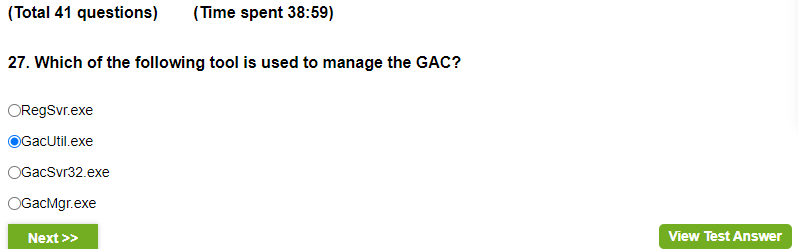 (Total 41 questions) (Time spent 38:59)
27. Which of the following tool is used to manage the GAC?
RegSvr.exe
GacUtil.exe
GacSvr32.exe
GacMgr.exe
Next >> View Test Answer